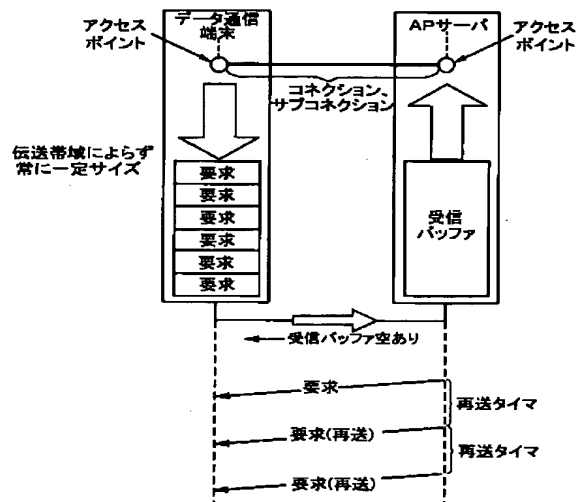 データ通信
端末
APサーバ
アクセス
ポイント
アクセス
ポイント
コネクション、
サブコネクション
伝送帯域によらず
常に一定サイズ
要求
要求
要求
要求
要求
要求
受信
バッファ
受信バッファ空あり
要求
再送タイマ
要求(再送)
再送タイマ
要求(再送)